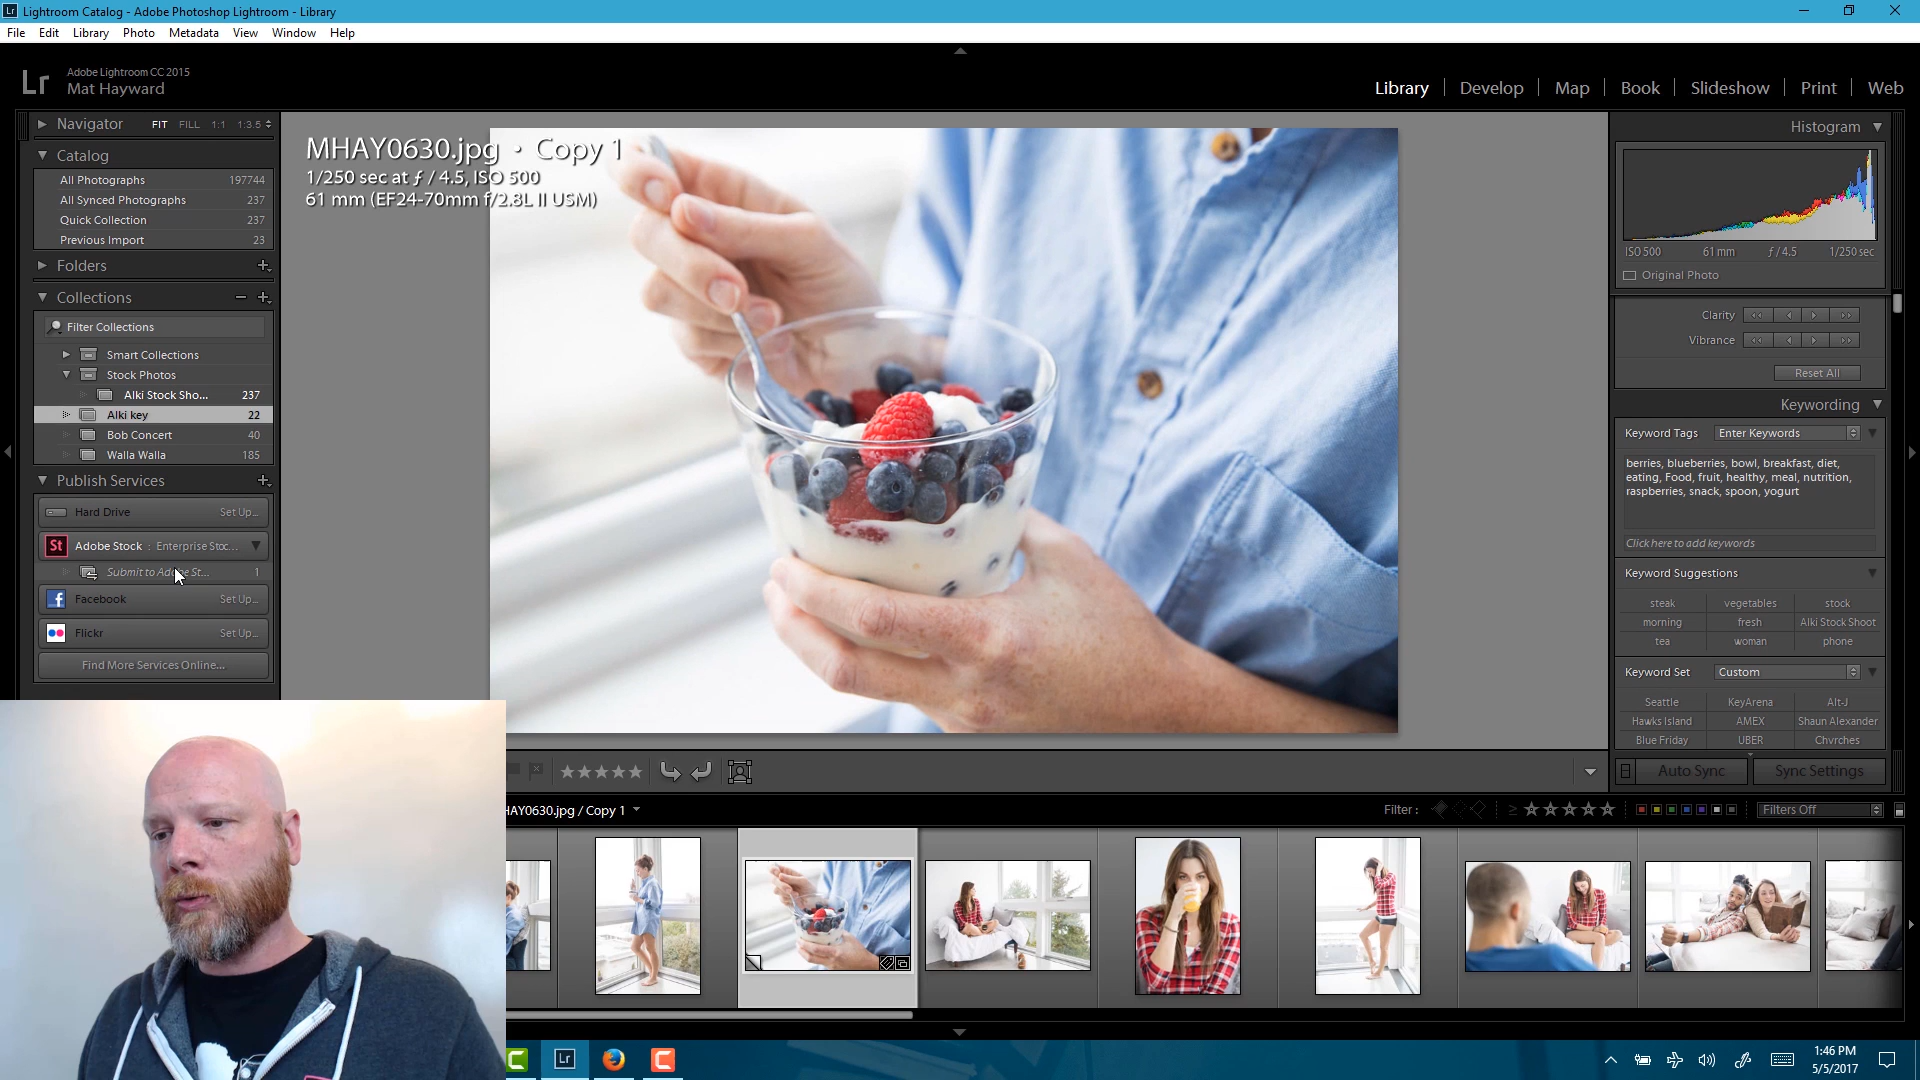 Lr Lightroom Catalog - Adobe Photoshop Lightroom - Library
File Edit Library Photo Metadata View Window Help
Lr
Adobe Lightroom CC 2015
Mat Hayward
Library Develop Map Book Slideshow Print Web
Navigator FIT FILL 1:1 1:3.5
Catalog
All Photographs 197744
All Synced Photographs 237
Quick Collection 237
Previous Import 23
Folders
Collections
Filter Collections
Smart Collections
Stock Photos
Alki Stock Sho... 237
Alki key 22
Bob Concert 40
Walla Walla 185
Publish Services
Hard Drive Set Up...
St Adobe Stock : Enterprise Stoc...
Submit to Adobe St... 1
Facebook Set Up...
Flickr Set Up...
Find More Services Online...
MHAY0630.jpg • Copy 1
1/250 sec at ƒ / 4.5, ISO 500
61 mm (EF24-70mm f/2.8L II USM)
Histogram
ISO 500 61 mm ƒ / 4.5 1/250 sec
Original Photo
Clarity
Vibrance
Reset All
Keywording
Keyword Tags Enter Keywords
berries, blueberries, bowl, breakfast, diet,
eating, Food, fruit, healthy, meal, nutrition,
raspberries, snack, spoon, yogurt
Click here to add keywords
Keyword Suggestions
steak vegetables stock
morning fresh Alki Stock Shoot
tea woman phone
Keyword Set Custom
Seattle KeyArena Alt-J
Hawks Island AMEX Shaun Alexander
Blue Friday UBER Chvrches
Auto Sync Sync Settings
HAY0630.jpg / Copy 1
Filter : Filters Off
Lr
1:46 PM
5/5/2017